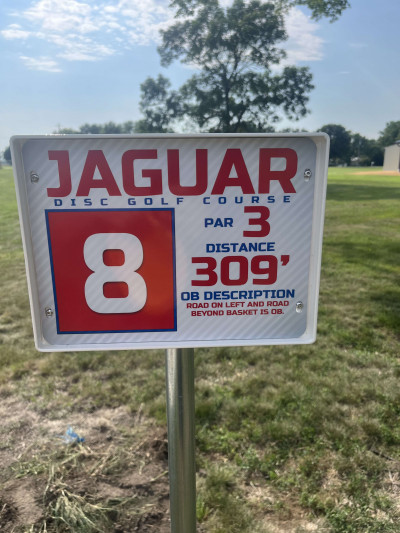 JAGUAR
DISC GOLF COURSE
8
PAR 3
DISTANCE
309'
OB DESCRIPTION
ROAD ON LEFT AND ROAD
BEYOND BASKET IS OB.